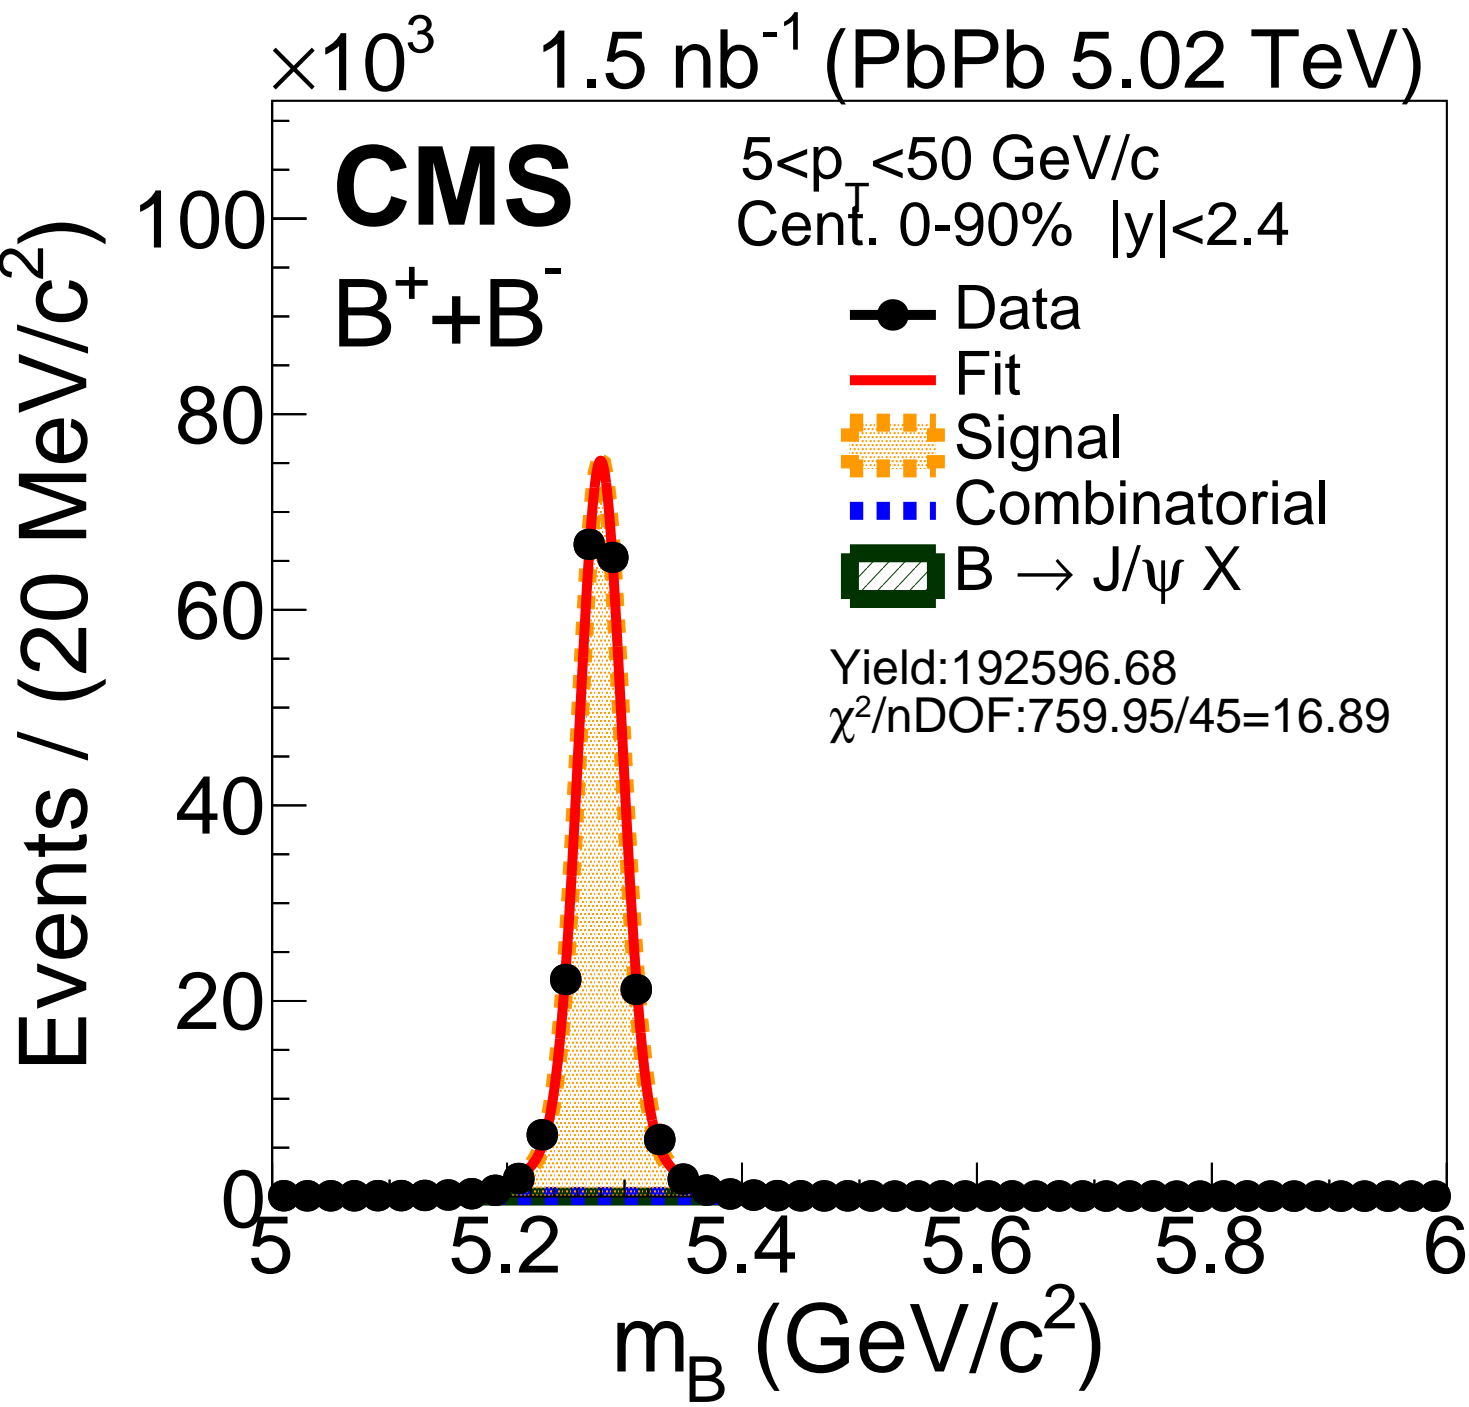 ×10³ 1.5 nb⁻¹ (PbPb 5.02 TeV)
CMS
B⁺+B⁻
5<p_T<50 GeV/c
Cent. 0-90% |y|<2.4
Data
Fit
Signal
Combinatorial
B → J/ψ X
Yield:192596.68
χ²/nDOF:759.95/45=16.89
Events / (20 MeV/c²)
100
80
60
40
20
0
5 5.2 5.4 5.6 5.8 6
m_B (GeV/c²)